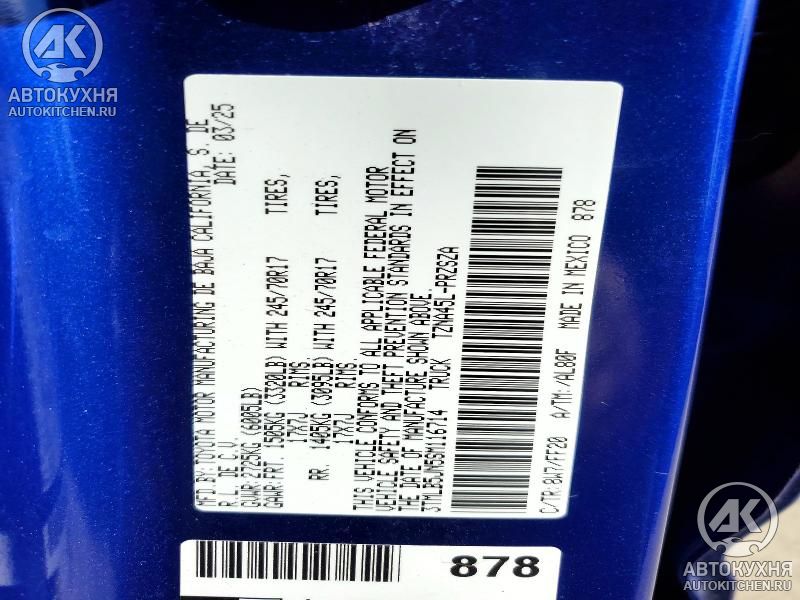 АК
АВТОКУХНЯ
AUTOKITCHEN.RU
MFD.BY:TOYOTA MOTOR MANUFACTURING DE BAJA CALIFORNIA, S. DE
R.L. DE C.V. DATE: 03/25
GVWR:2725KG (6005LB)
GAWR:FRT. 1505KG (3320LB) WITH 245/70R17 TIRES,
17X7J RIMS.
RR. 1405KG (3095LB) WITH 245/70R17 TIRES,
17X7J RIMS.
THIS VEHICLE CONFORMS TO ALL APPLICABLE FEDERAL MOTOR
VEHICLE SAFETY AND THEFT PREVENTION STANDARDS IN EFFECT ON
THE DATE OF MANUFACTURE SHOWN ABOVE.
3TMLB5JN5SM116714 TRUCK TZNA45L-PRZSZA
C/TR:8W7/FF20 A/TM:/AL80F MADE IN MEXICO 878
878
АК
АВТОКУХНЯ
AUTOKITCHEN.RU